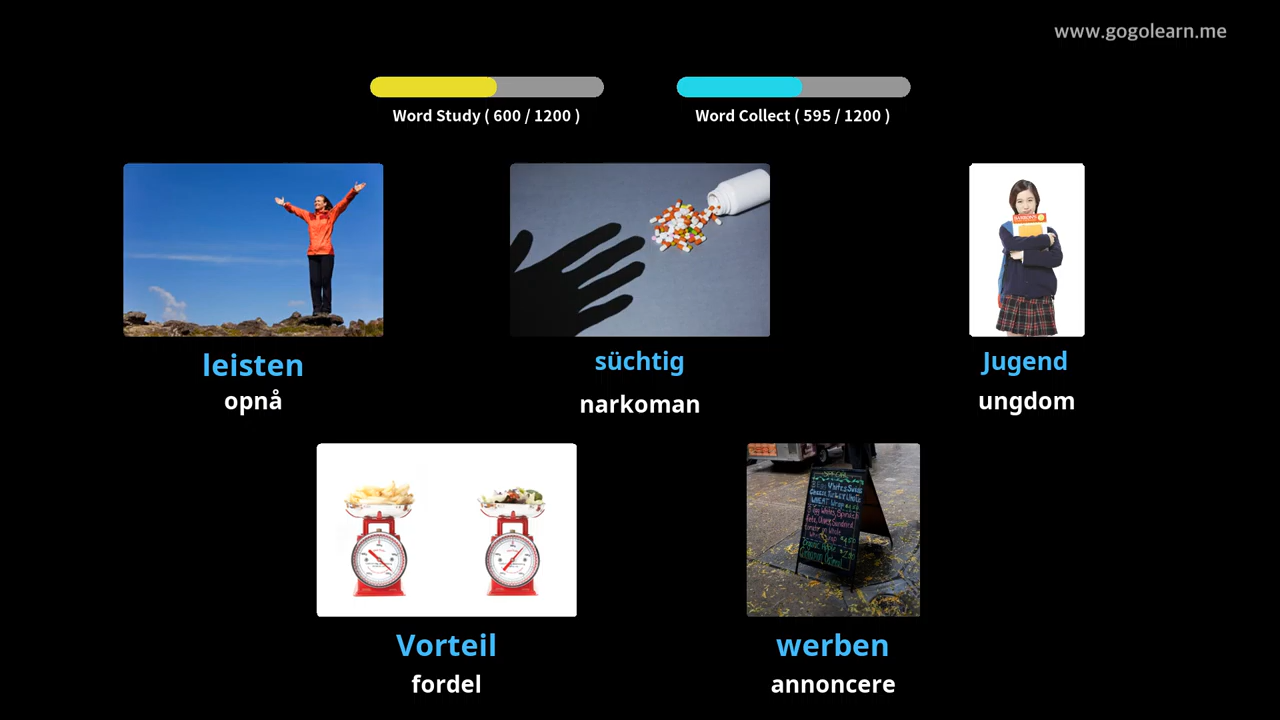 www.gogolearn.me
Word Study ( 600 / 1200 )
Word Collect ( 595 / 1200 )
leisten
opnå
süchtig
narkoman
Jugend
ungdom
Vorteil
fordel
werben
annoncere